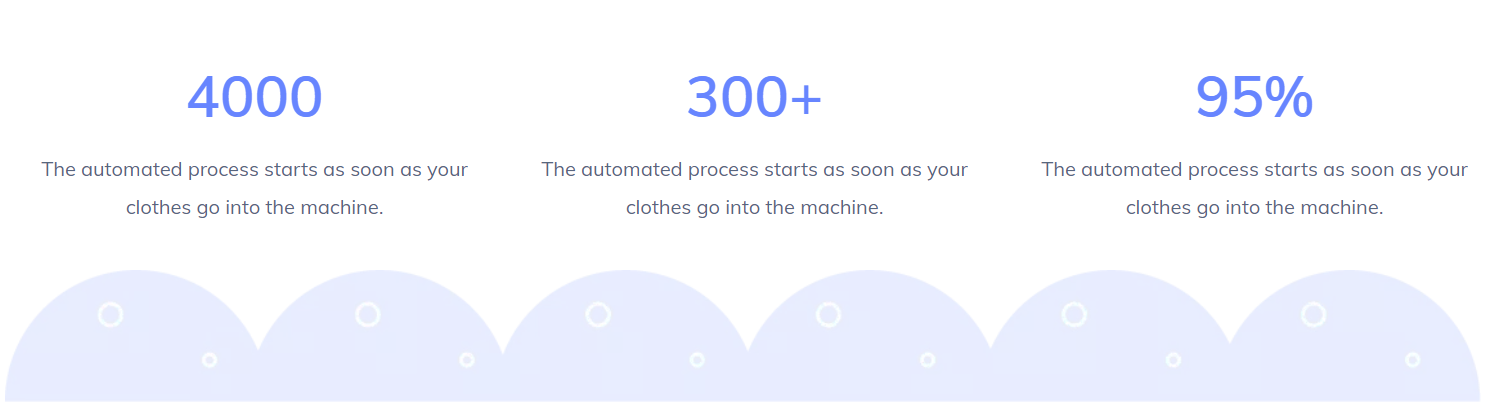 4000
The automated process starts as soon as your
clothes go into the machine.
300+
The automated process starts as soon as your
clothes go into the machine.
95%
The automated process starts as soon as your
clothes go into the machine.